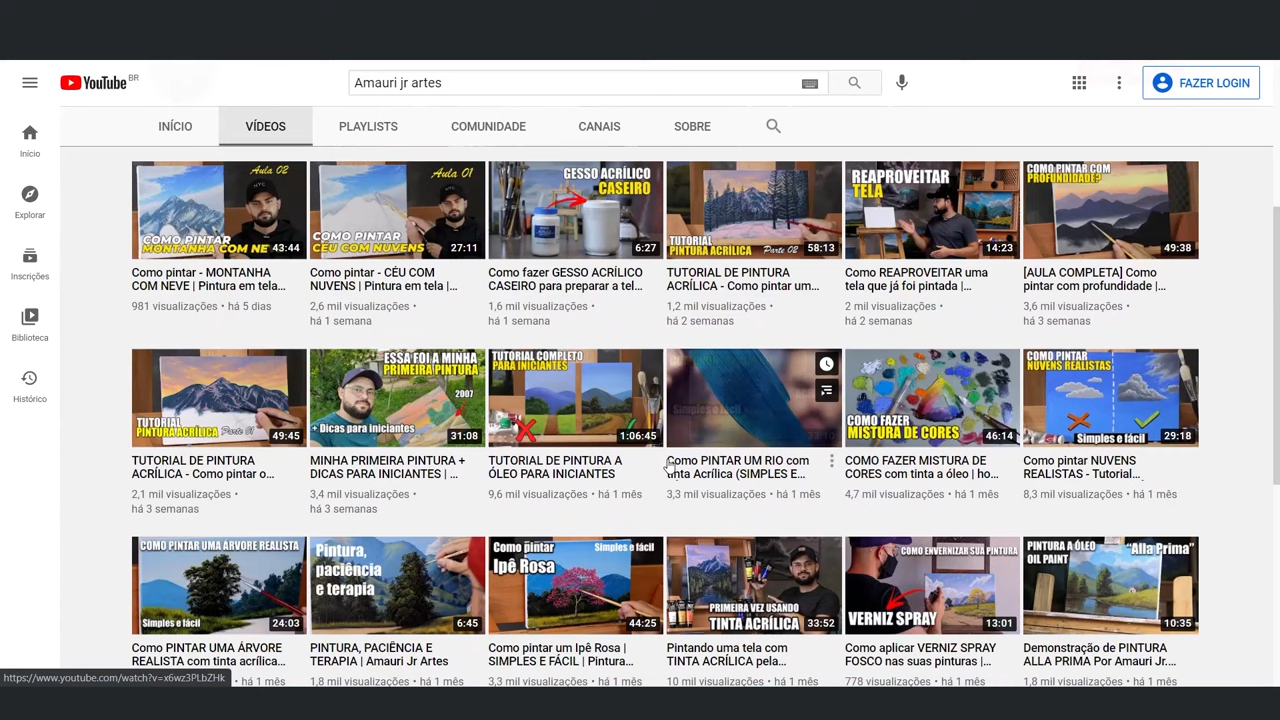 YouTube BR
Amauri jr artes
FAZER LOGIN
INÍCIO VÍDEOS PLAYLISTS COMUNIDADE CANAIS SOBRE
Início
Explorar
Inscrições
Biblioteca
Histórico
Aula 02
NYC
COMO PINTAR
MONTANHA COM NE
43:44
Aula 01
NYC
COMO PINTAR
CÉU COM NUVENS
27:11
GESSO ACRÍLICO
CASEIRO
6:27
TUTORIAL
PINTURA ACRÍLICA Parte 02
58:13
REAPROVEITAR
TELA
14:23
COMO PINTAR COM
PROFUNDIDADE?
49:38
Como pintar - MONTANHA
COM NEVE | Pintura em tela...
981 visualizações • há 5 dias
Como pintar - CÉU COM
NUVENS | Pintura em tela |...
2,6 mil visualizações •
há 1 semana
Como fazer GESSO ACRÍLICO
CASEIRO para preparar a tel...
1,6 mil visualizações •
há 1 semana
TUTORIAL DE PINTURA
ACRÍLICA - Como pintar um...
1,2 mil visualizações •
há 2 semanas
Como REAPROVEITAR uma
tela que já foi pintada |...
2 mil visualizações •
há 2 semanas
[AULA COMPLETA] Como
pintar com profundidade |...
3,6 mil visualizações •
há 3 semanas
TUTORIAL
PINTURA ACRÍLICA Parte 01
49:45
ESSA FOI A MINHA
PRIMEIRA PINTURA
2007
+ Dicas para iniciantes
31:08
TUTORIAL COMPLETO
PARA INICIANTES
1:06:45
Simples e fácil
COMO FAZER
MISTURA DE CORES
46:14
COMO PINTAR
NUVENS REALISTAS
Simples e fácil
29:18
TUTORIAL DE PINTURA
ACRÍLICA - Como pintar o...
2,1 mil visualizações •
há 3 semanas
MINHA PRIMEIRA PINTURA +
DICAS PARA INICIANTES | ...
3,4 mil visualizações •
há 3 semanas
TUTORIAL DE PINTURA A
ÓLEO PARA INICIANTES
9,6 mil visualizações • há 1 mês
Como PINTAR UM RIO com
tinta Acrílica (SIMPLES E...
3,3 mil visualizações • há 1 mês
COMO FAZER MISTURA DE
CORES com tinta a óleo | ho...
4,7 mil visualizações • há 1 mês
Como pintar NUVENS
REALISTAS - Tutorial...
8,3 mil visualizações • há 1 mês
COMO PINTAR UMA ÁRVORE REALISTA
Simples e fácil
24:03
Pintura,
paciência
e terapia
6:45
Como pintar Simples e fácil
Ipê Rosa
44:25
PRIMEIRA VEZ USANDO
TINTA ACRÍLICA
33:52
COMO ENVERNIZAR SUA PINTURA
VERNIZ SPRAY
13:01
PINTURA A ÓLEO "Alla Prima"
OIL PAINT
10:35
Como PINTAR UMA ÁRVORE
REALISTA com tinta acrílica...
• há 1 mês
PINTURA, PACIÊNCIA E
TERAPIA | Amauri Jr Artes
1,8 mil visualizações • há 1 mês
Como pintar um Ipê Rosa |
SIMPLES E FÁCIL | Pintura...
3,3 mil visualizações • há 1 mês
Pintando uma tela com
TINTA ACRÍLICA pela...
10 mil visualizações • há 1 mês
Como aplicar VERNIZ SPRAY
FOSCO nas suas pinturas |...
778 visualizações • há 1 mês
Demonstração de PINTURA
ALLA PRIMA Por Amauri Jr....
1,8 mil visualizações • há 1 mês
https://www.youtube.com/watch?v=x6wz3PLbZHk